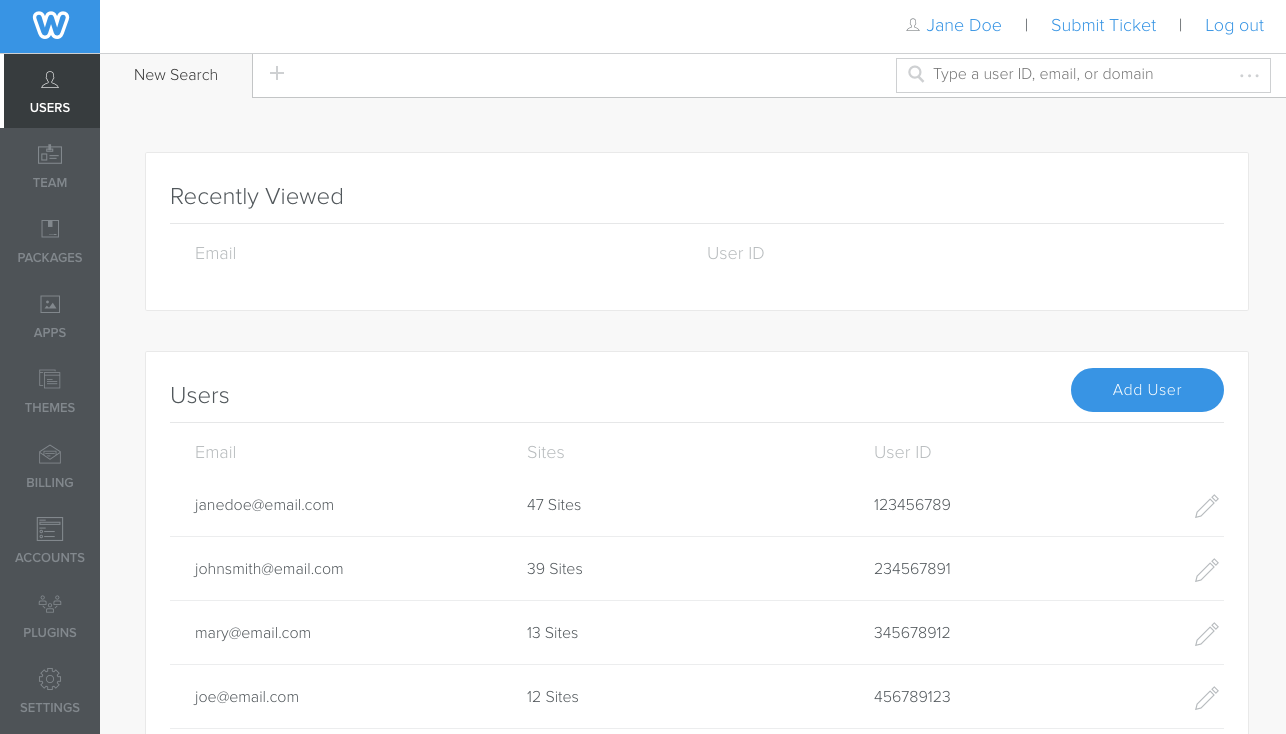 Jane Doe | Submit Ticket | Log out
New Search
Type a user ID, email, or domain
USERS
TEAM
PACKAGES
APPS
THEMES
BILLING
ACCOUNTS
PLUGINS
SETTINGS
Recently Viewed
Email User ID
Users
Add User
Email Sites User ID
janedoe@email.com 47 Sites 123456789
johnsmith@email.com 39 Sites 234567891
mary@email.com 13 Sites 345678912
joe@email.com 12 Sites 456789123